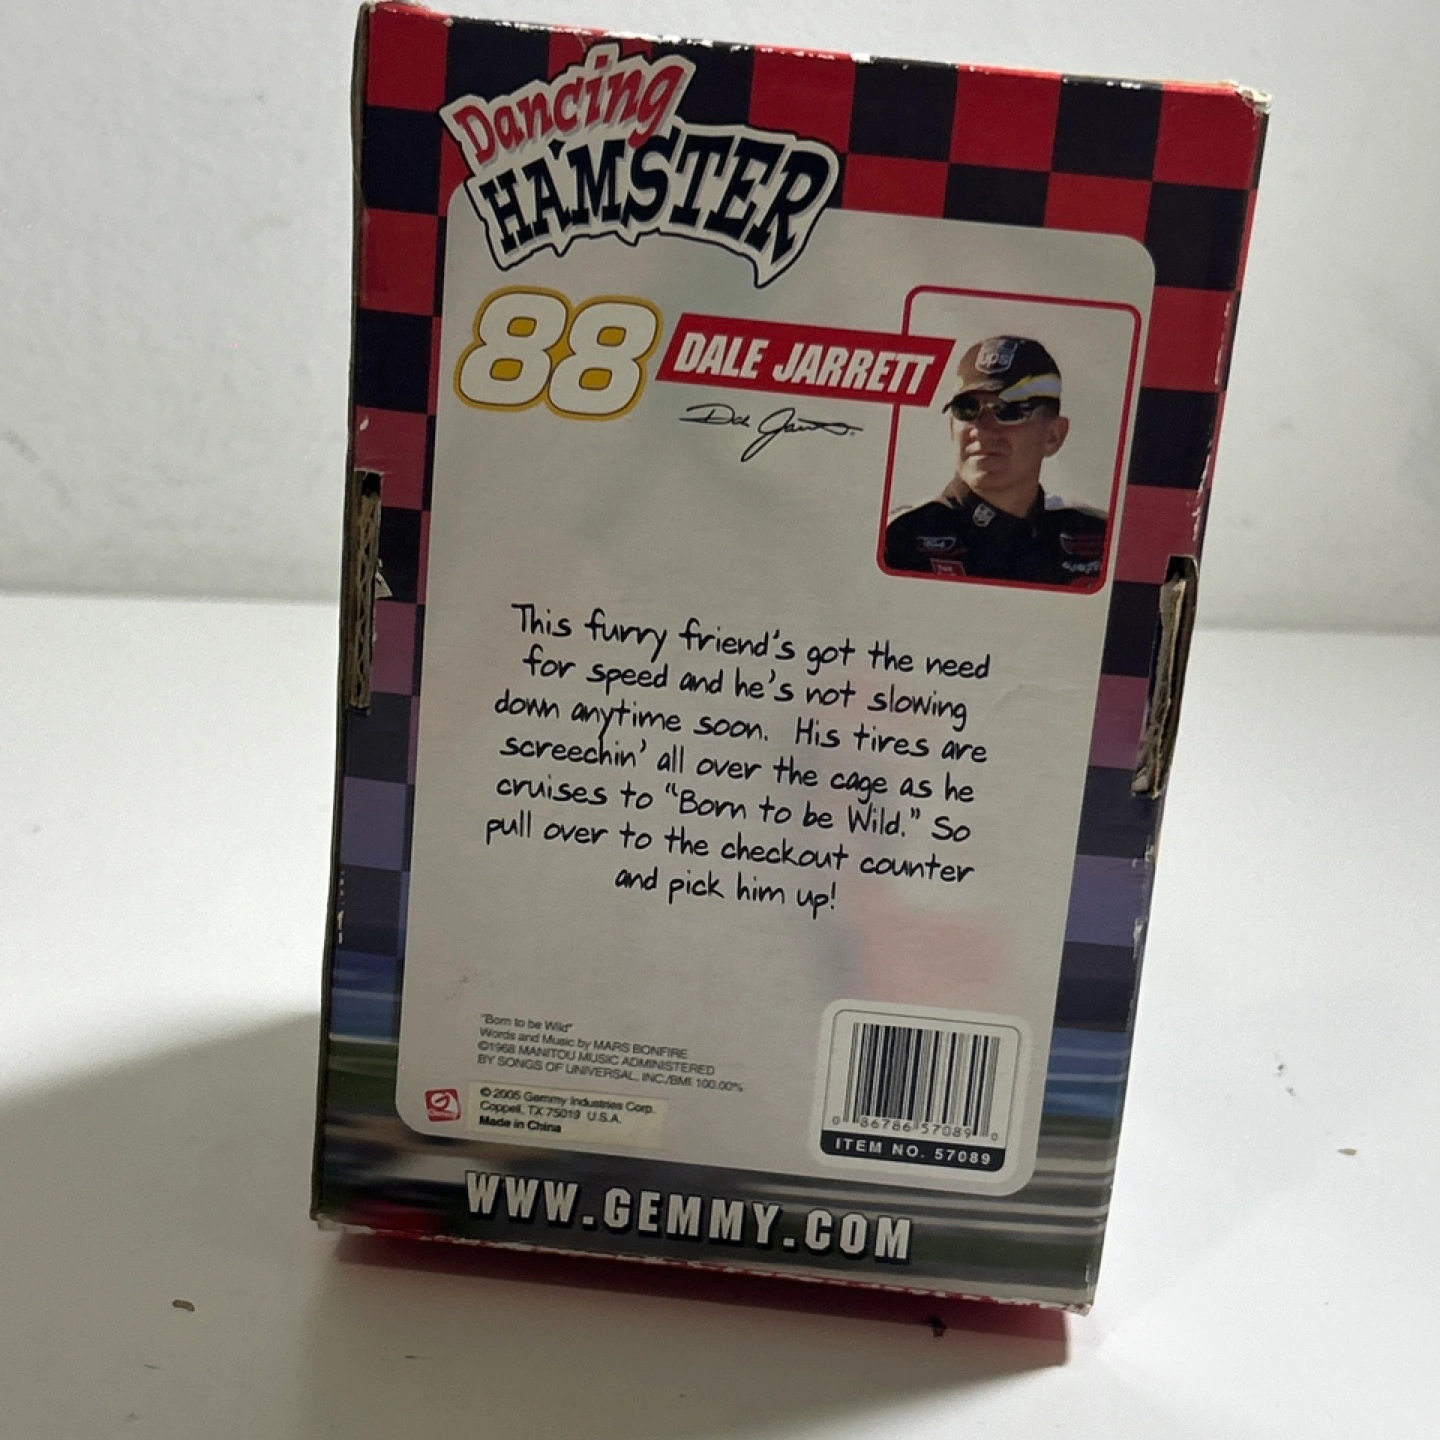 Dancing
HAMSTER
88 DALE JARRETT
Dale Jarrett
ups
This furry friend's got the need
for speed and he's not slowing
down anytime soon. His tires are
screechin' all over the cage as he
cruises to "Born to be Wild." So
pull over to the checkout counter
and pick him up!
"Born to be Wild"
Words and Music by MARS BONFIRE
©1968 MANITOU MUSIC ADMINISTERED
BY SONGS OF UNIVERSAL, INC./BMI 100.00%
© 2005 Gemmy Industries Corp.
Coppell, TX 75019 U.S.A.
Made in China
0 86786 57089 0
ITEM NO. 57089
WWW.GEMMY.COM